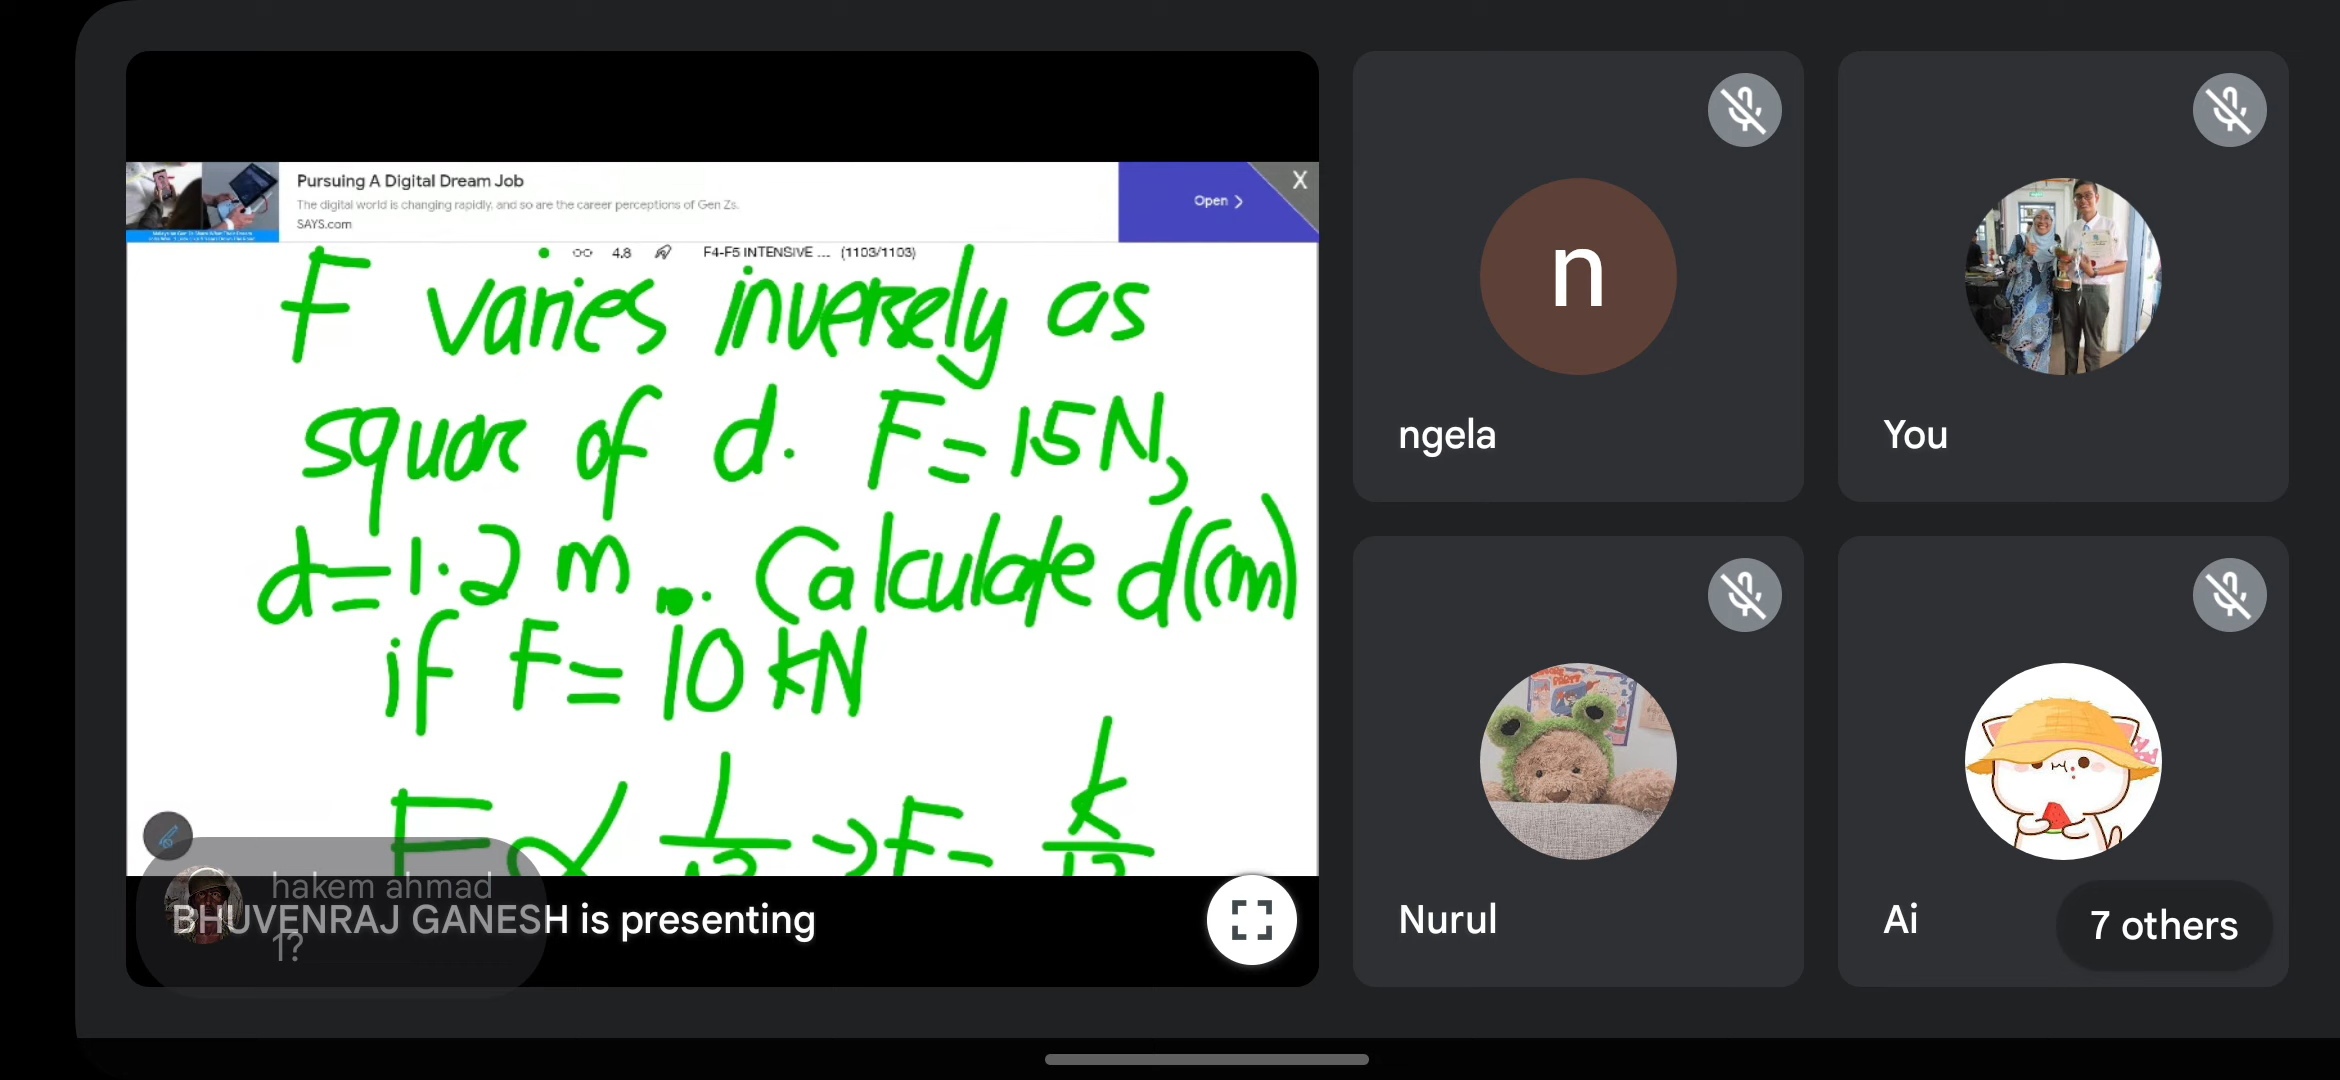 Pursuing A Digital Dream Job
The digital world is changing rapidly, and so are the career perceptions of Gen Zs.
SAYS.com
Open
X
4.8
F4-F5 INTENSIVE ... (1103/1103)
F varies inversely as
square of d. F=15N,
d=1.2 m. Calculate d(cm)
if F=10 kN
F ∝ 1 → F= k
hakem ahmad
1?
BHUVENRAJ GANESH is presenting
n
ngela
You
Nurul
Ai
7 others